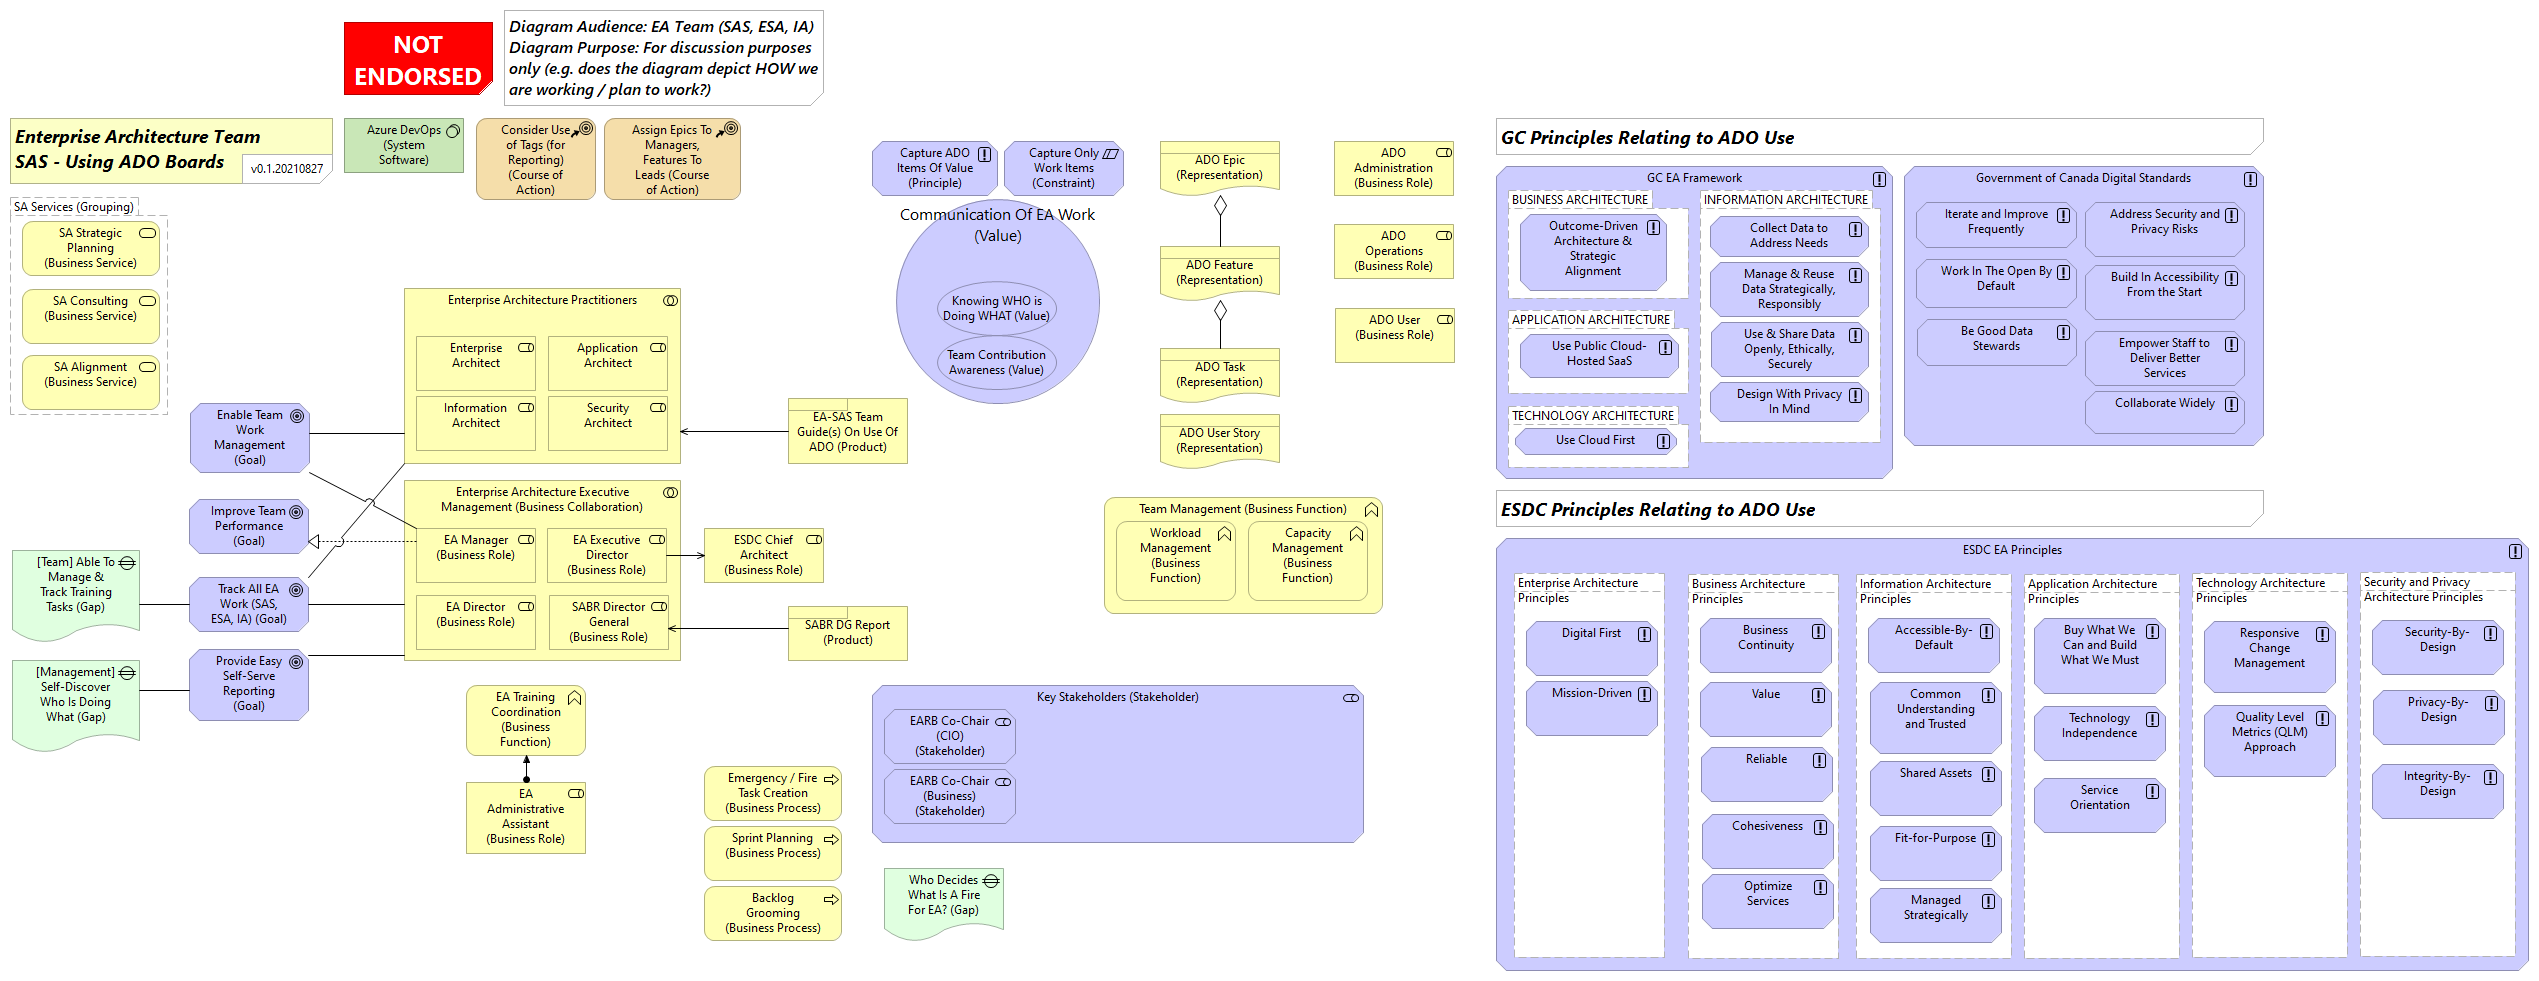 NOT
ENDORSED
Diagram Audience: EA Team (SAS, ESA, IA)
Diagram Purpose: For discussion purposes
only (e.g. does the diagram depict HOW we
are working / plan to work?)
Enterprise Architecture Team
SAS - Using ADO Boards
v0.1.20210827
Azure DevOps
(System
Software)
Consider Use
of Tags (for
Reporting)
(Course of
Action)
Assign Epics To
Managers,
Features To
Leads (Course
of Action)
SA Services (Grouping)
SA Strategic
Planning
(Business Service)
SA Consulting
(Business Service)
SA Alignment
(Business Service)
Enable Team
Work
Management
(Goal)
Improve Team
Performance
(Goal)
Track All EA
Work (SAS,
ESA, IA) (Goal)
Provide Easy
Self-Serve
Reporting
(Goal)
[Team] Able To
Manage &
Track Training
Tasks (Gap)
[Management]
Self-Discover
Who Is Doing
What (Gap)
Enterprise Architecture Practitioners
Enterprise
Architect
Application
Architect
Information
Architect
Security
Architect
Enterprise Architecture Executive
Management (Business Collaboration)
EA Manager
(Business Role)
EA Executive
Director
(Business Role)
EA Director
(Business Role)
SABR Director
General
(Business Role)
EA-SAS Team
Guide(s) On Use Of
ADO (Product)
ESDC Chief
Architect
(Business Role)
SABR DG Report
(Product)
EA Training
Coordination
(Business
Function)
EA
Administrative
Assistant
(Business Role)
Emergency / Fire
Task Creation
(Business Process)
Sprint Planning
(Business Process)
Backlog
Grooming
(Business Process)
Capture ADO
Items Of Value
(Principle)
Capture Only
Work Items
(Constraint)
Communication Of EA Work
(Value)
Knowing WHO is
Doing WHAT (Value)
Team Contribution
Awareness (Value)
ADO Epic
(Representation)
ADO Feature
(Representation)
ADO Task
(Representation)
ADO User Story
(Representation)
ADO
Administration
(Business Role)
ADO
Operations
(Business Role)
ADO User
(Business Role)
Team Management (Business Function)
Workload
Management
(Business
Function)
Capacity
Management
(Business
Function)
Key Stakeholders (Stakeholder)
EARB Co-Chair
(CIO)
(Stakeholder)
EARB Co-Chair
(Business)
(Stakeholder)
Who Decides
What Is A Fire
For EA? (Gap)
GC Principles Relating to ADO Use
GC EA Framework
BUSINESS ARCHITECTURE
Outcome-Driven
Architecture &
Strategic
Alignment
APPLICATION ARCHITECTURE
Use Public Cloud-
Hosted SaaS
TECHNOLOGY ARCHITECTURE
Use Cloud First
INFORMATION ARCHITECTURE
Collect Data to
Address Needs
Manage & Reuse
Data Strategically,
Responsibly
Use & Share Data
Openly, Ethically,
Securely
Design With Privacy
In Mind
Government of Canada Digital Standards
Iterate and Improve
Frequently
Work In The Open By
Default
Be Good Data
Stewards
Address Security and
Privacy Risks
Build In Accessibility
From the Start
Empower Staff to
Deliver Better
Services
Collaborate Widely
ESDC Principles Relating to ADO Use
ESDC EA Principles
Enterprise Architecture
Principles
Digital First
Mission-Driven
Business Architecture
Principles
Business
Continuity
Value
Reliable
Cohesiveness
Optimize
Services
Information Architecture
Principles
Accessible-By-
Default
Common
Understanding
and Trusted
Shared Assets
Fit-for-Purpose
Managed
Strategically
Application Architecture
Principles
Buy What We
Can and Build
What We Must
Technology
Independence
Service
Orientation
Technology Architecture
Principles
Responsive
Change
Management
Quality Level
Metrics (QLM)
Approach
Security and Privacy
Architecture Principles
Security-By-
Design
Privacy-By-
Design
Integrity-By-
Design